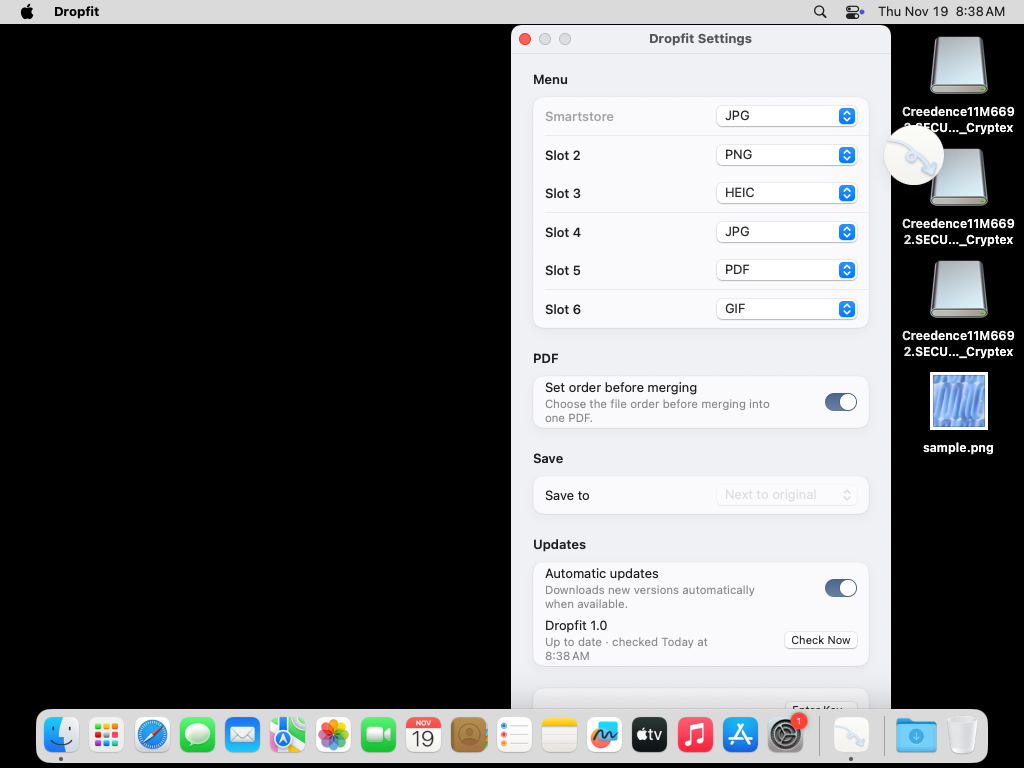 Dropfit
Thu Nov 19 8:38 AM
Dropfit Settings
Menu
Smartstore
JPG
Slot 2
PNG
Slot 3
HEIC
Slot 4
JPG
Slot 5
PDF
Slot 6
GIF
PDF
Set order before merging
Choose the file order before merging into
one PDF.
Save
Save to
Next to original
Updates
Automatic updates
Downloads new versions automatically
when available.
Dropfit 1.0
Up to date · checked Today at
8:38 AM
Check Now
Creedence11M669
2.SECU..._Cryptex
Creedence11M669
2.SECU..._Cryptex
Creedence11M669
2.SECU..._Cryptex
sample.png
NOV
19
tv
1